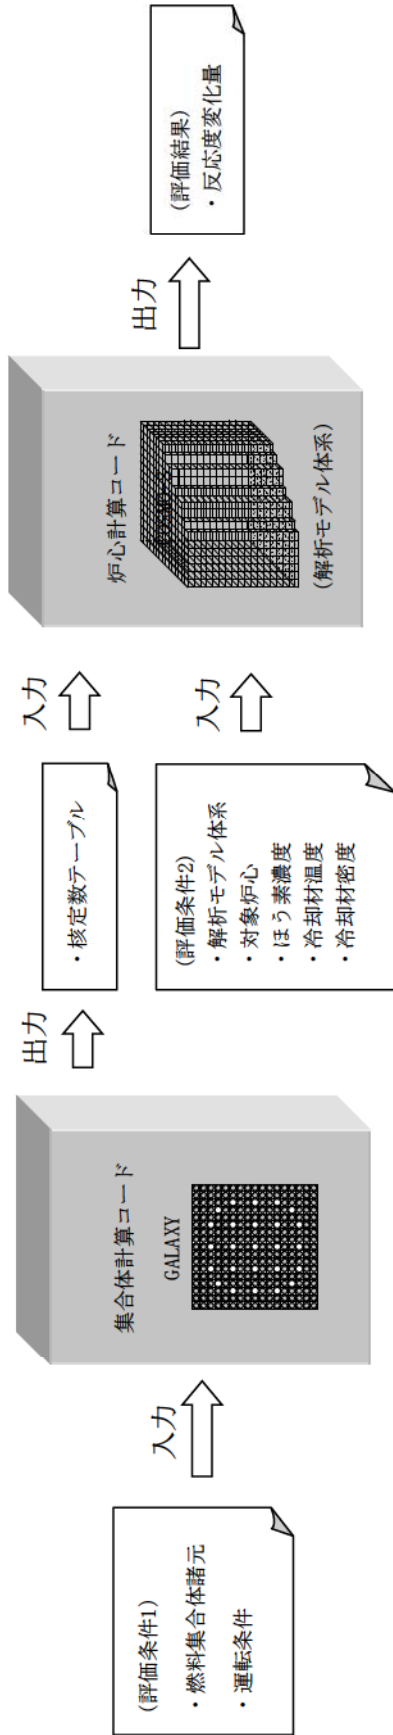 (評価条件1)
・燃料集合体諸元
・運転条件
入力
集合体計算コード
GALAXY
出力
・核定数テーブル
(評価条件2)
・解析モデル体系
・対象炉心
・ほう素濃度
・冷却材温度
・冷却材密度
入力
入力
炉心計算コード
(解析モデル体系)
出力
(評価結果)
・反応度変化量